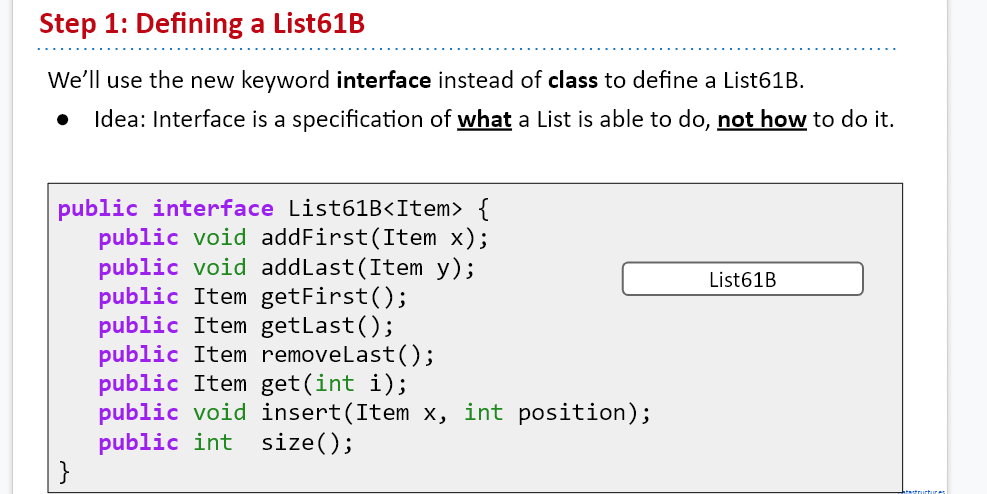 Step 1: Defining a List61B
We’ll use the new keyword interface instead of class to define a List61B.
● Idea: Interface is a specification of what a List is able to do, not how to do it.
public interface List61B<Item> {
public void addFirst(Item x);
public void addLast(Item y);
public Item getFirst();
public Item getLast();
public Item removeLast();
public Item get(int i);
public void insert(Item x, int position);
public int  size();
}
List61B